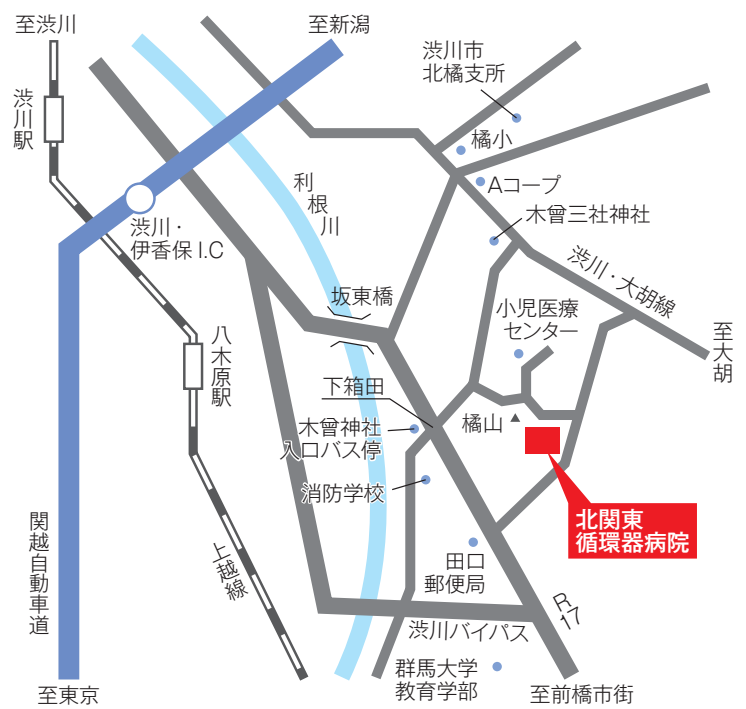 至渋川
至新潟
渋川市
北橘支所
渋川駅
橘小
Aコープ
利根川
木曾三社神社
渋川・
伊香保 I.C
渋川・大胡線
坂東橋
小児医療
センター
至大胡
八木原駅
下箱田
木曾神社
入口バス停
橘山
消防学校
北関東
循環器病院
関越自動車道
上越線
田口
郵便局
R17
渋川バイパス
群馬大学
教育学部
至東京
至前橋市街